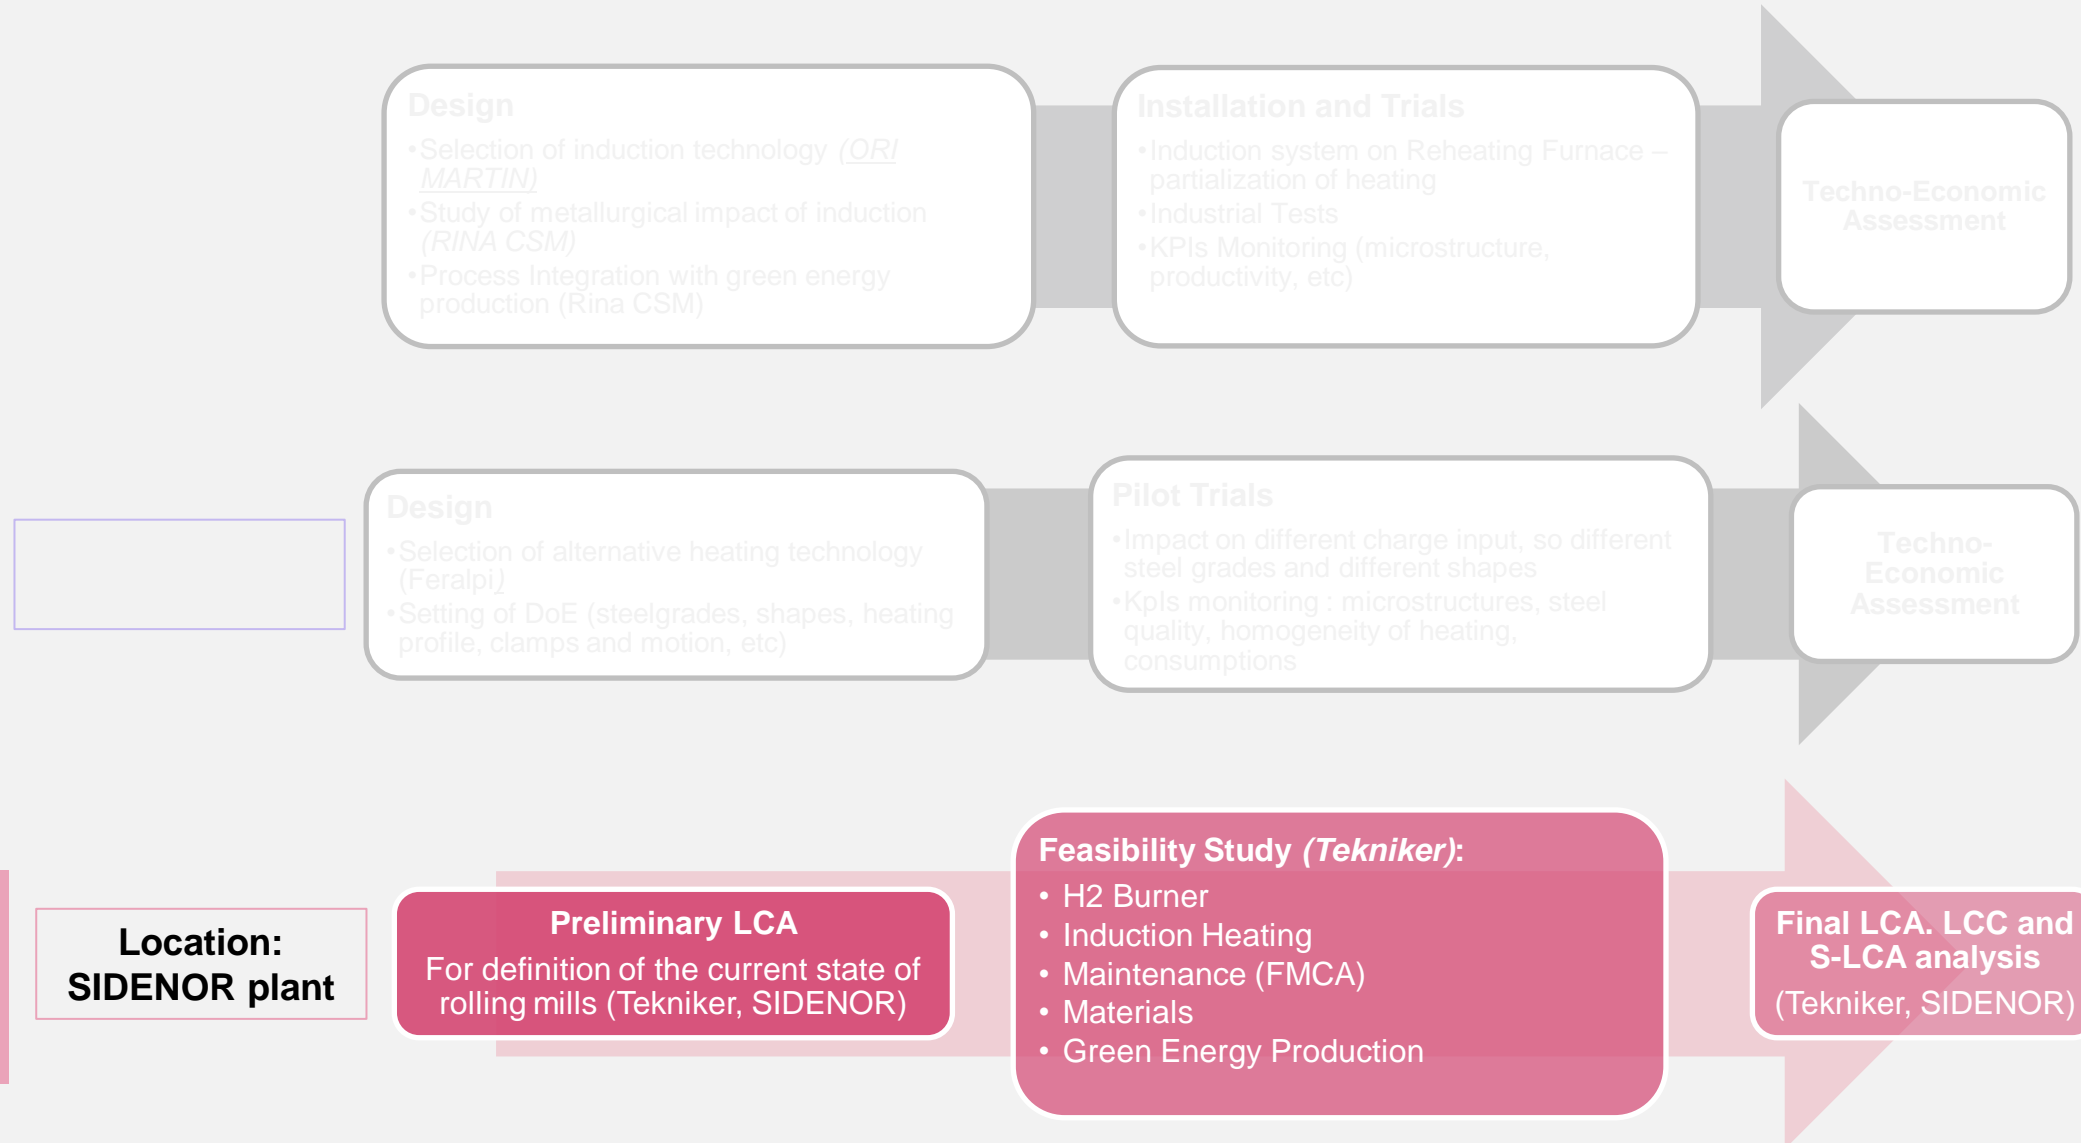 Design
•Selection of induction technology (ORI
MARTIN)
•Study of metallurgical impact of induction
(RINA CSM)
•Process Integration with green energy
production (Rina CSM)
Installation and Trials
•Induction system on Reheating Furnace –
partialization of heating
•Industrial Tests
•KPIs Monitoring (microstructure,
productivity, etc)
Techno-Economic
Assessment
Design
•Selection of alternative heating technology
(Feralpi)
•Setting of DoE (steelgrades, shapes, heating
profile, clamps and motion, etc)
Pilot Trials
•Impact on different charge input, so different
steel grades and different shapes
•KpIs monitoring : microstructures, steel
quality, homogeneity of heating,
consumptions
Techno-
Economic
Assessment
Location:
SIDENOR plant
Preliminary LCA
For definition of the current state of
rolling mills (Tekniker, SIDENOR)
Feasibility Study (Tekniker):
• H2 Burner
• Induction Heating
• Maintenance (FMCA)
• Materials
• Green Energy Production
Final LCA. LCC and
S-LCA analysis
(Tekniker, SIDENOR)